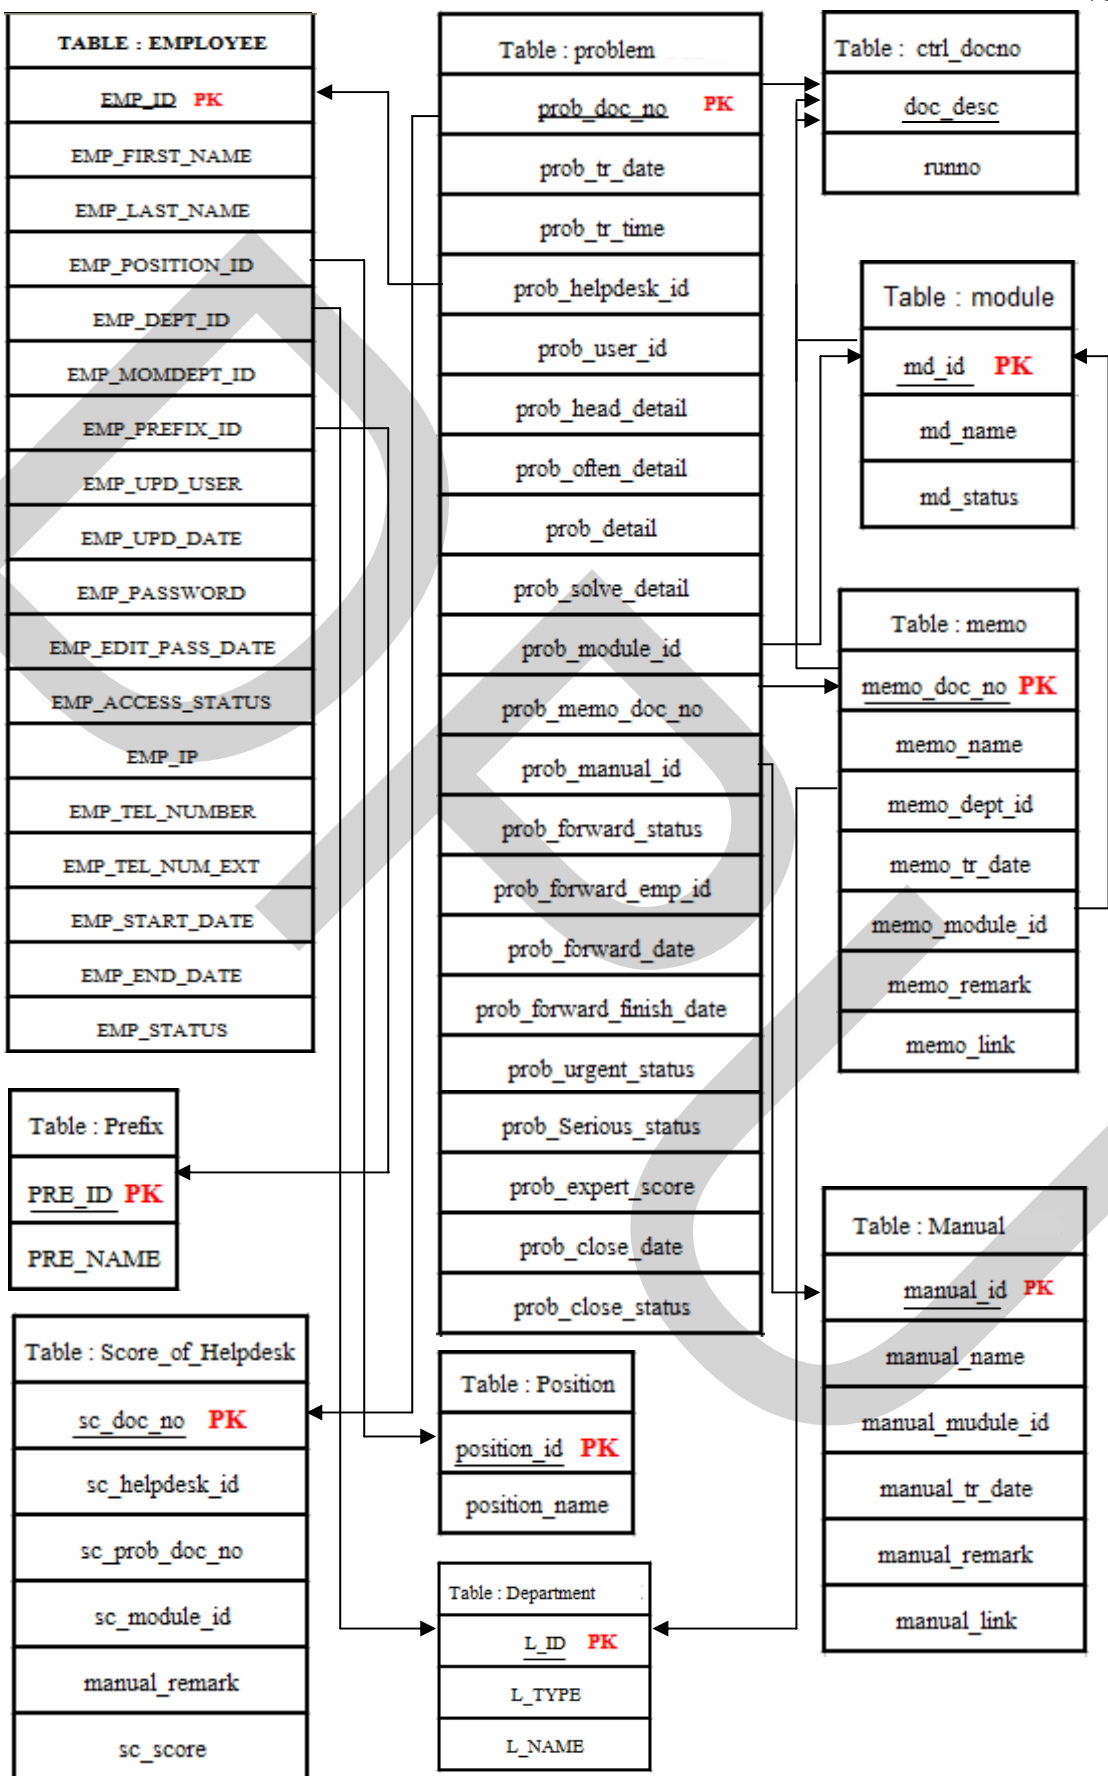 TABLE : EMPLOYEE
EMP_ID PK
EMP_FIRST_NAME
EMP_LAST_NAME
EMP_POSITION_ID
EMP_DEPT_ID
EMP_MOMDEPT_ID
EMP_PREFIX_ID
EMP_UPD_USER
EMP_UPD_DATE
EMP_PASSWORD
EMP_EDIT_PASS_DATE
EMP_ACCESS_STATUS
EMP_IP
EMP_TEL_NUMBER
EMP_TEL_NUM_EXT
EMP_START_DATE
EMP_END_DATE
EMP_STATUS
Table : Prefix
PRE_ID PK
PRE_NAME
Table : Score_of_Helpdesk
sc_doc_no PK
sc_helpdesk_id
sc_prob_doc_no
sc_module_id
manual_remark
sc_score
Table : problem
prob_doc_no PK
prob_tr_date
prob_tr_time
prob_helpdesk_id
prob_user_id
prob_head_detail
prob_often_detail
prob_detail
prob_solve_detail
prob_module_id
prob_memo_doc_no
prob_manual_id
prob_forward_status
prob_forward_emp_id
prob_forward_date
prob_forward_finish_date
prob_urgent_status
prob_Serious_status
prob_expert_score
prob_close_date
prob_close_status
Table : Position
position_id PK
position_name
Table : Department
L_ID PK
L_TYPE
L_NAME
Table : ctrl_docno
doc_desc
runno
Table : module
md_id PK
md_name
md_status
Table : memo
memo_doc_no PK
memo_name
memo_dept_id
memo_tr_date
memo_module_id
memo_remark
memo_link
Table : Manual
manual_id PK
manual_name
manual_mudule_id
manual_tr_date
manual_remark
manual_link